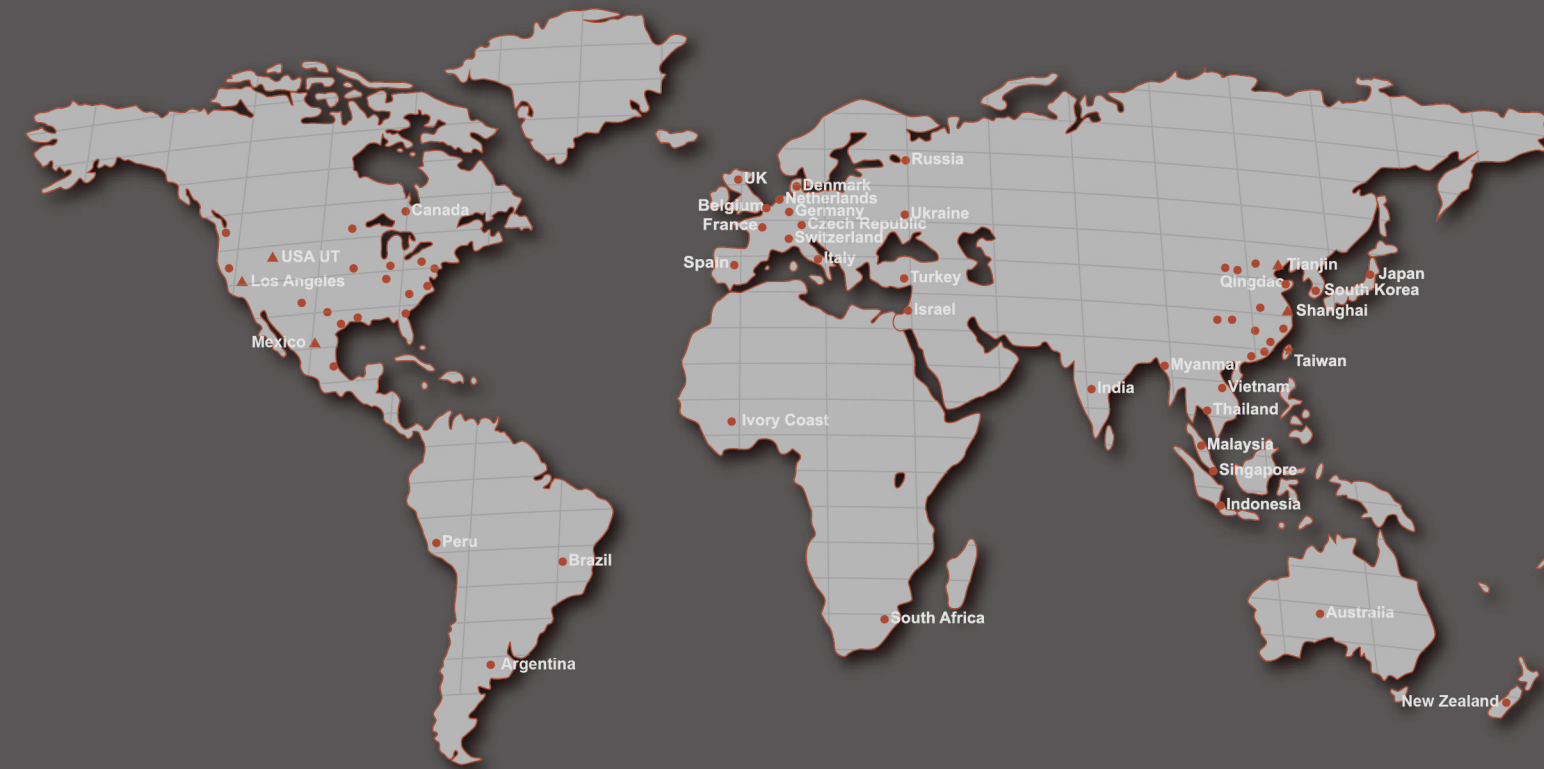 Russia
UK
Denmark
Netherlands
Belgium
Germany
Canada
Ukraine
France
Czech Republic
Switzerland
USA UT
Italy
Spain
Tianjin
Turkey
Japan
Los Angeles
Qingdao
South Korea
Israel
Shanghai
Mexico
Taiwan
Myanmar
India
Vietnam
Thailand
Ivory Coast
Malaysia
Singapore
Indonesia
Peru
Brazil
Australia
South Africa
Argentina
New Zealand